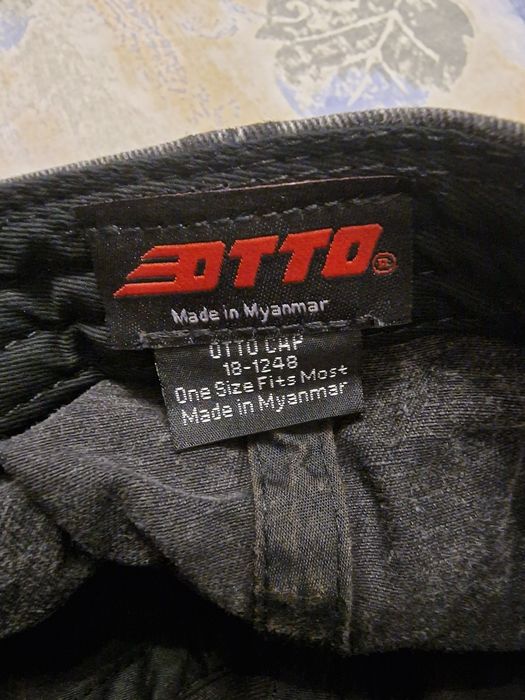 OTTO®
Made in Myanmar
OTTO CAP
18-1248
One Size Fits Most
Made in Myanmar